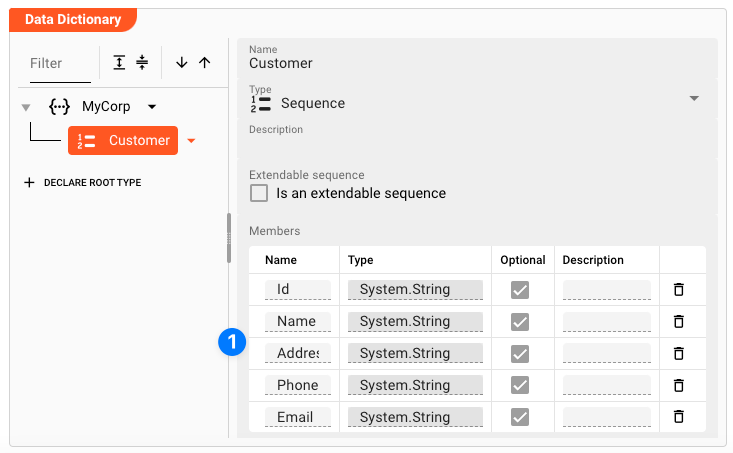 Data Dictionary
Filter
MyCorp
Customer
DECLARE ROOT TYPE
Name
Customer
Type
Sequence
Description
Extendable sequence
Is an extendable sequence
Members
Name Type Optional Description
Id System.String
Name System.String
1
Addres System.String
Phone System.String
Email System.String